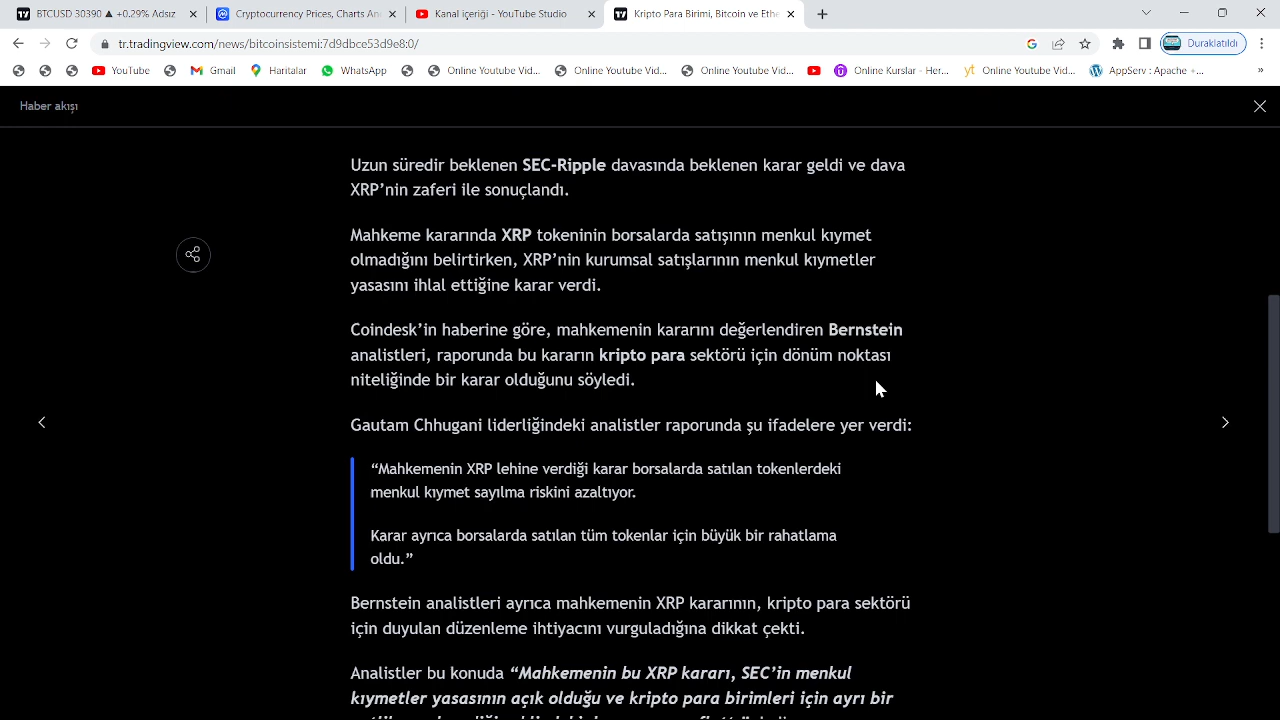 BTCUSD 30390 ▲ +0.29% Adsız
Cryptocurrency Prices, Charts An
Kanal içeriği - YouTube Studio
Kripto Para Birimi, Bitcoin ve Ethe
tr.tradingview.com/news/bitcoinsistemi:7d9dbce53d9e8:0/
Duraklatıldı
YouTube
Gmail
Haritalar
WhatsApp
Online Youtube Vid...
Online Youtube Vid...
Online Youtube Vid...
Online Kurslar - Her...
yt Online Youtube Vid...
AppServ : Apache +...
»
Haber akışı
Uzun süredir beklenen SEC-Ripple davasında beklenen karar geldi ve dava
XRP’nin zaferi ile sonuçlandı.
Mahkeme kararında XRP tokeninin borsalarda satışının menkul kıymet
olmadığını belirtirken, XRP’nin kurumsal satışlarının menkul kıymetler
yasasını ihlal ettiğine karar verdi.
Coindesk’in haberine göre, mahkemenin kararını değerlendiren Bernstein
analistleri, raporunda bu kararın kripto para sektörü için dönüm noktası
niteliğinde bir karar olduğunu söyledi.
Gautam Chhugani liderliğindeki analistler raporunda şu ifadelere yer verdi:
“Mahkemenin XRP lehine verdiği karar borsalarda satılan tokenlerdeki
menkul kıymet sayılma riskini azaltıyor.
Karar ayrıca borsalarda satılan tüm tokenlar için büyük bir rahatlama
oldu.”
Bernstein analistleri ayrıca mahkemenin XRP kararının, kripto para sektörü
için duyulan düzenleme ihtiyacını vurguladığına dikkat çekti.
Analistler bu konuda “Mahkemenin bu XRP kararı, SEC’in menkul
kıymetler yasasının açık olduğu ve kripto para birimleri için ayrı bir